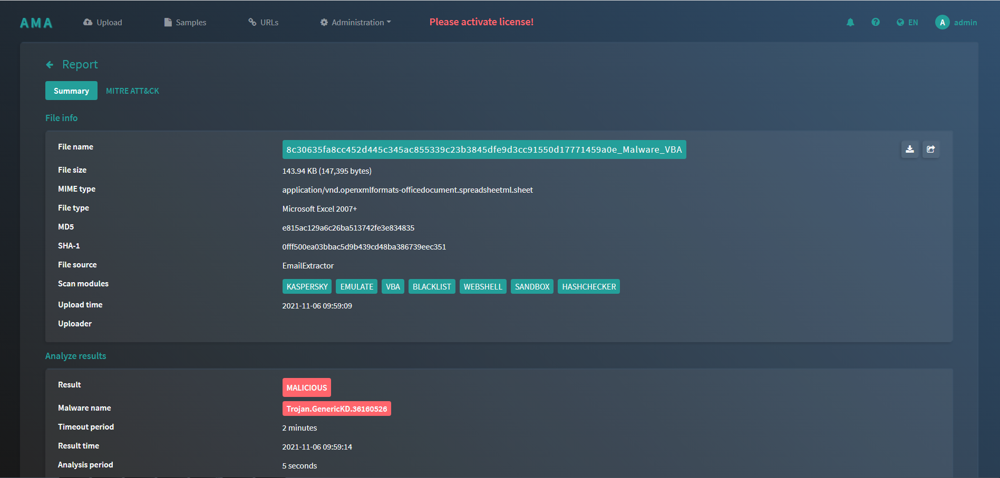 AMA Upload Samples URLs Administration Please activate license! EN A admin
Report
Summary MITRE ATT&CK
File info
File name 8c30635fa8cc452d445c345ac855339c23b3845dfe9d3cc91550d17771459a0e_Malware_VBA
File size 143.94 KB (147,395 bytes)
MIME type application/vnd.openxmlformats-officedocument.spreadsheetml.sheet
File type Microsoft Excel 2007+
MD5 e815ac129a6c26ba513742fe3e834835
SHA-1 0fff500ea03bbac5d9b439cd48ba386739eec351
File source EmailExtractor
Scan modules KASPERSKY EMULATE VBA BLACKLIST WEBSHELL SANDBOX HASHCHECKER
Upload time 2021-11-06 09:59:09
Uploader
Analyze results
Result MALICIOUS
Malware name Trojan.GenericKD.36160526
Timeout period 2 minutes
Result time 2021-11-06 09:59:14
Analysis period 5 seconds